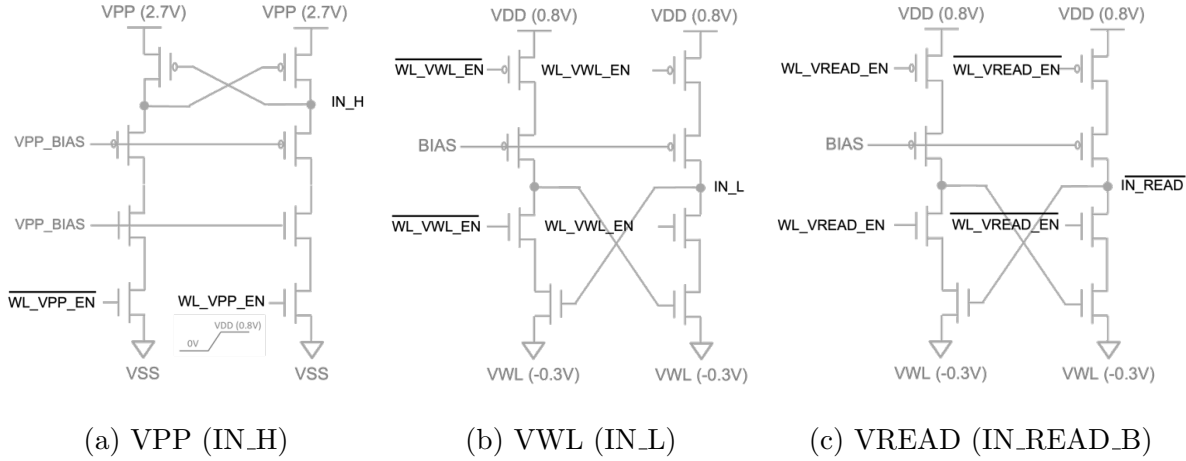 VPP (2.7V) VPP (2.7V)
IN_H
VPP_BIAS
VPP_BIAS
WL_VPP_EN WL_VPP_EN
0V VDD (0.8V)
VSS VSS
(a) VPP (IN_H)
VDD (0.8V) VDD (0.8V)
WL_VWL_EN WL_VWL_EN
BIAS
IN_L
WL_VWL_EN WL_VWL_EN
VWL (-0.3V) VWL (-0.3V)
(b) VWL (IN_L)
VDD (0.8V) VDD (0.8V)
WL_VREAD_EN WL_VREAD_EN
BIAS
IN_READ
WL_VREAD_EN WL_VREAD_EN
VWL (-0.3V) VWL (-0.3V)
(c) VREAD (IN_READ_B)